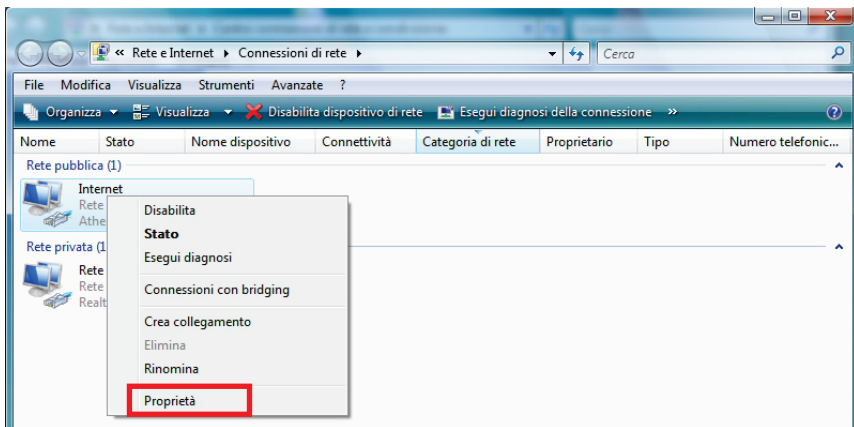 « Rete e Internet ▸ Connessioni di rete ▸ Cerca
File Modifica Visualizza Strumenti Avanzate ?
Organizza Visualizza Disabilita dispositivo di rete Esegui diagnosi della connessione »
Nome Stato Nome dispositivo Connettività Categoria di rete Proprietario Tipo Numero telefonic...
Rete pubblica (1)
Internet
Rete
Athe
Disabilita
Stato
Esegui diagnosi
Connessioni con bridging
Crea collegamento
Elimina
Rinomina
Proprietà
Rete privata (1
Rete
Rete
Realt